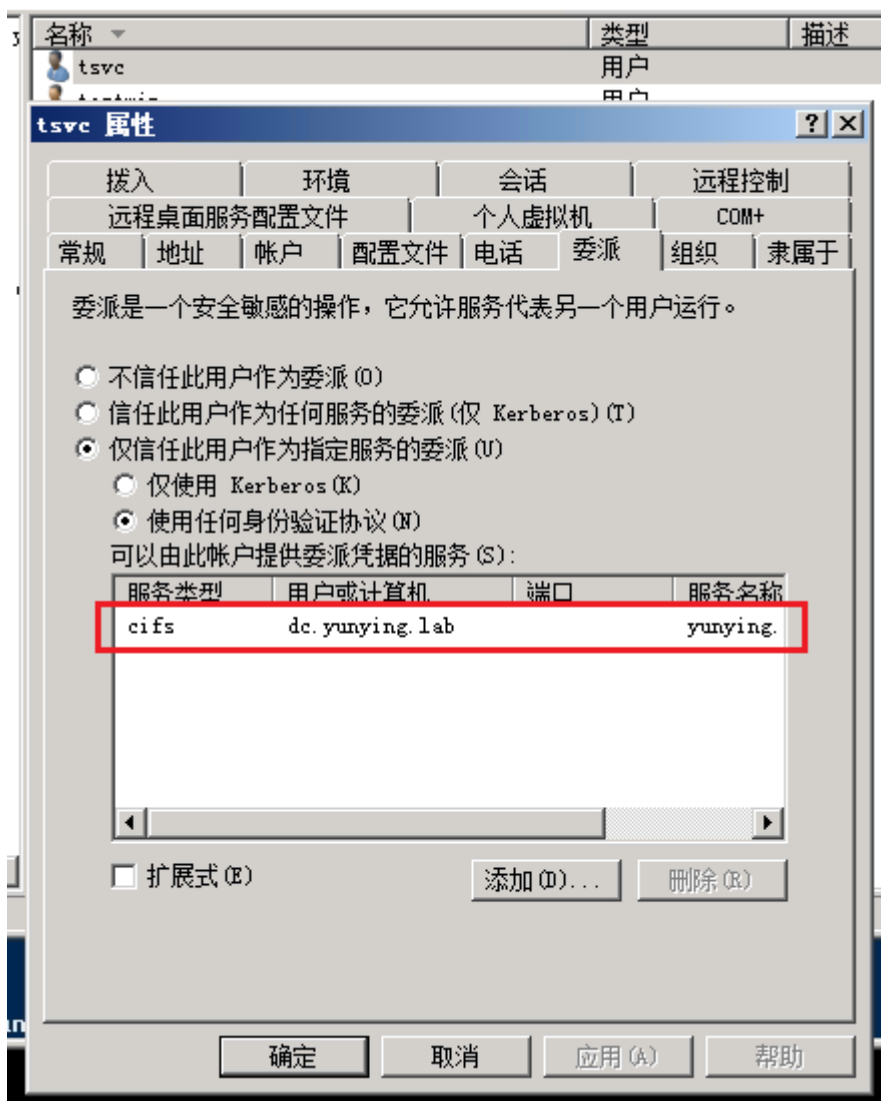 名称 类型 描述
tsvc 用户
用户
tsvc 属性
拨入 环境 会话 远程控制
远程桌面服务配置文件 个人虚拟机 COM+
常规 地址 帐户 配置文件 电话 委派 组织 隶属于
委派是一个安全敏感的操作，它允许服务代表另一个用户运行。
不信任此用户作为委派(O)
信任此用户作为任何服务的委派(仅 Kerberos)(T)
仅信任此用户作为指定服务的委派(U)
仅使用 Kerberos(K)
使用任何身份验证协议(N)
可以由此帐户提供委派凭据的服务(S):
服务类型 用户或计算机 端口 服务名称
cifs dc.yunying.lab yunying.
扩展式(E) 添加(D)... 删除(R)
确定 取消 应用(A) 帮助